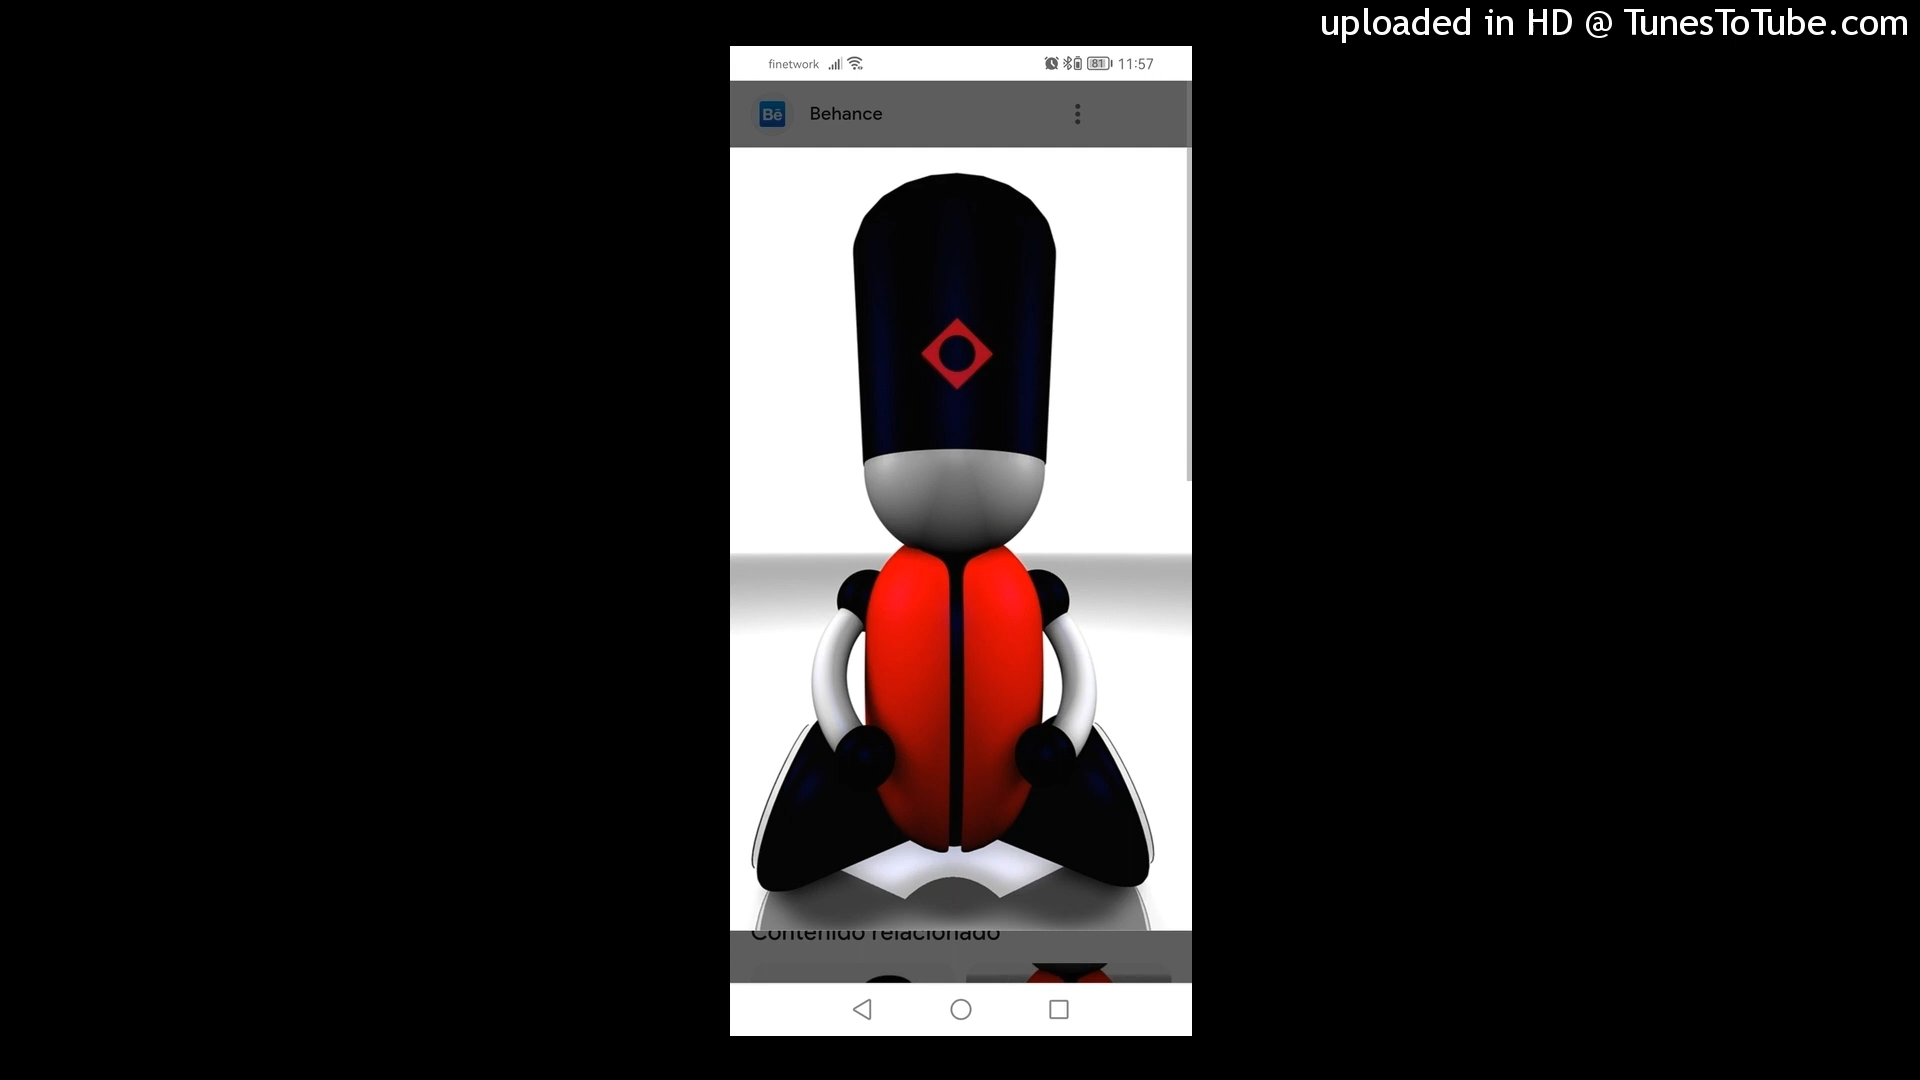 uploaded in HD @ TunesToTube.com
finetwork 81 11:57
Bē Behance
Contenido relacionado